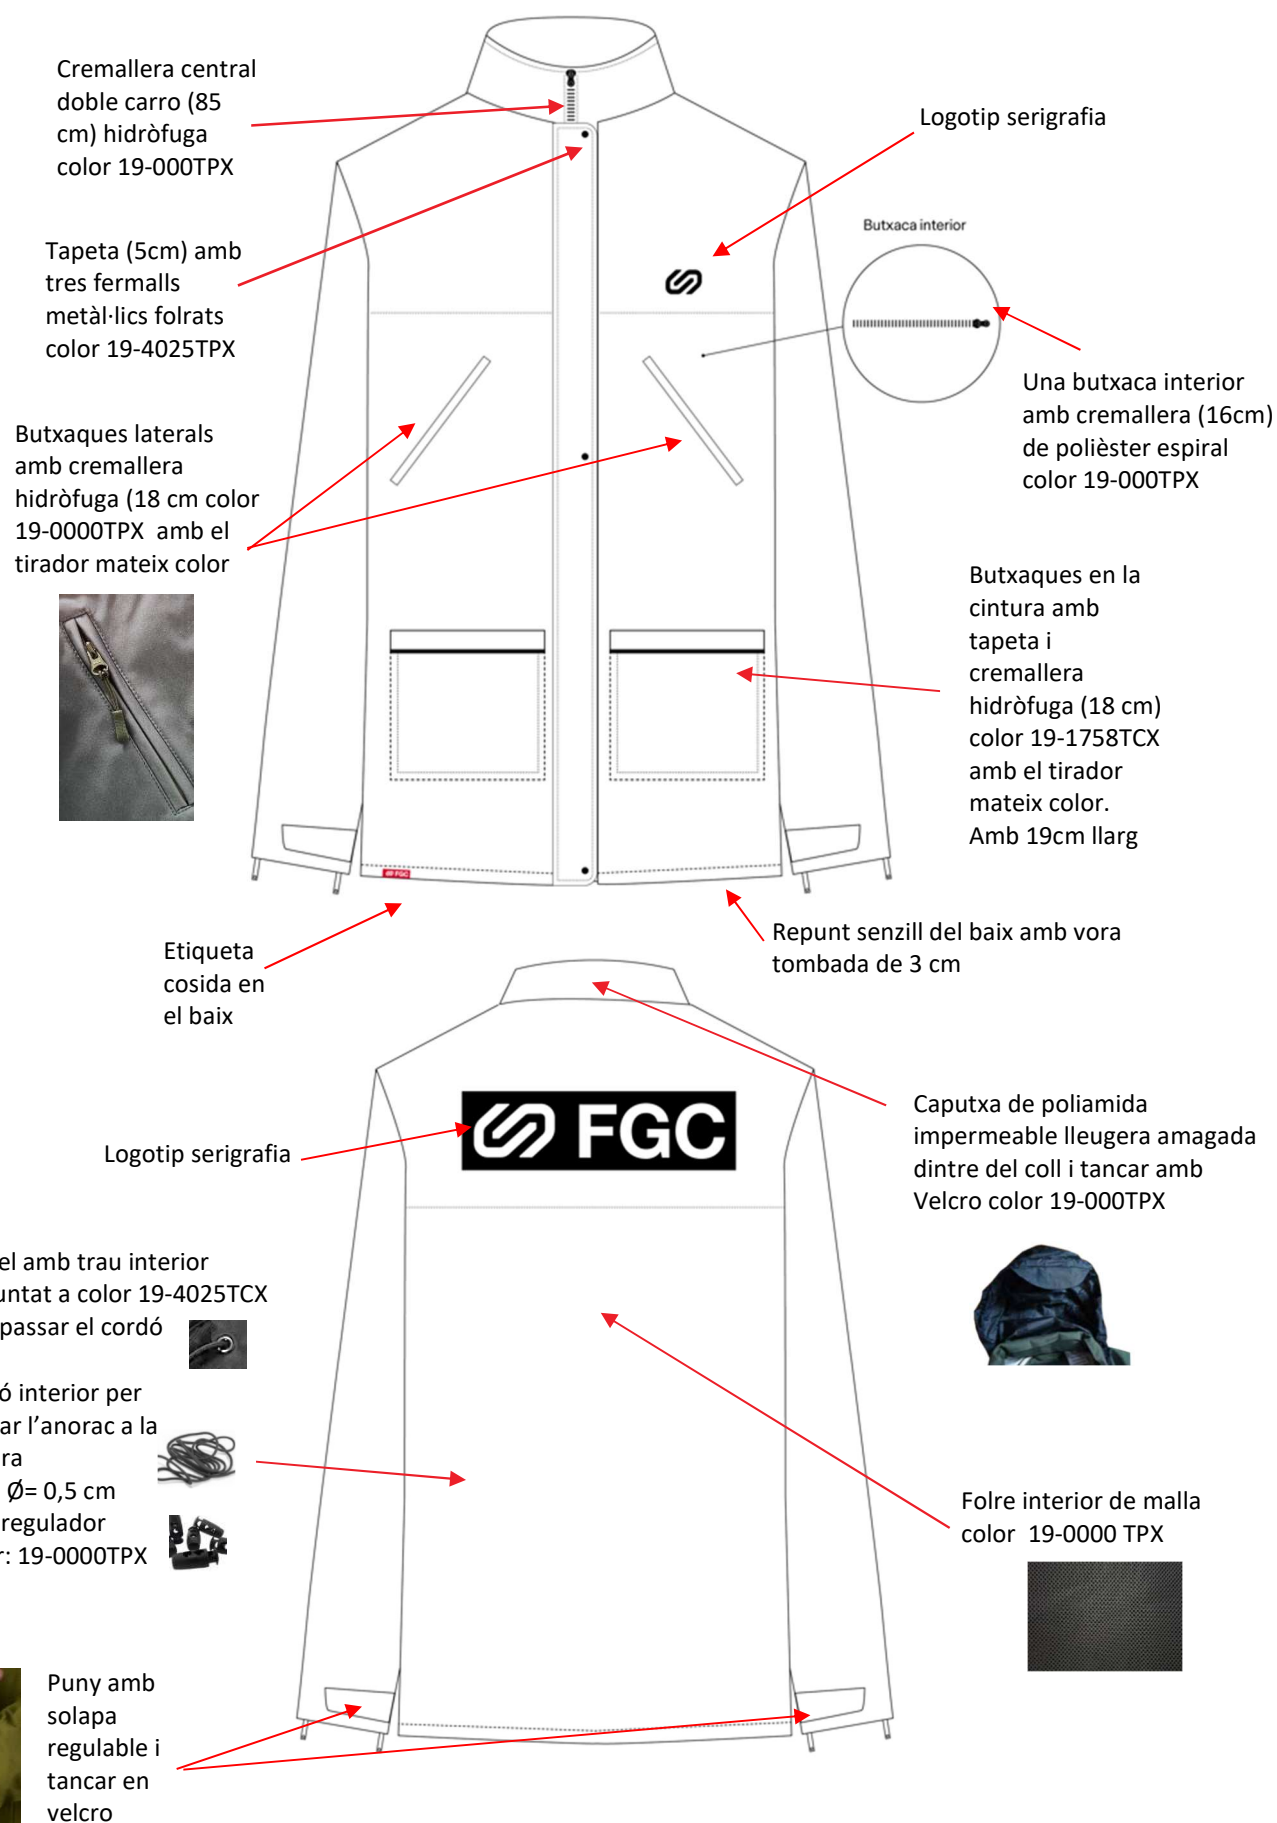 Cremallera central
doble carro (85
cm) hidròfuga
color 19-000TPX
Logotip serigrafia
Tapeta (5cm) amb
tres fermalls
metàl·lics folrats
color 19-4025TPX
Butxaca interior
Una butxaca interior
amb cremallera (16cm)
de polièster espiral
color 19-000TPX
Butxaques laterals
amb cremallera
hidròfuga (18 cm color
19-0000TPX  amb el
tirador mateix color
Butxaques en la
cintura amb
tapeta i
cremallera
hidròfuga (18 cm)
color 19-1758TCX
amb el tirador
mateix color.
Amb 19cm llarg
FGC
Etiqueta
cosida en
el baix
Repunt senzill del baix amb vora
tombada de 3 cm
FGC
Logotip serigrafia
Caputxa de poliamida
impermeable lleugera amagada
dintre del coll i tancar amb
Velcro color 19-000TPX
el amb trau interior
untat a color 19-4025TCX
passar el cordó
ó interior per
ar l’anorac a la
ra
Ø= 0,5 cm
regulador
r: 19-0000TPX
Folre interior de malla
color  19-0000 TPX
Puny amb
solapa
regulable i
tancar en
velcro